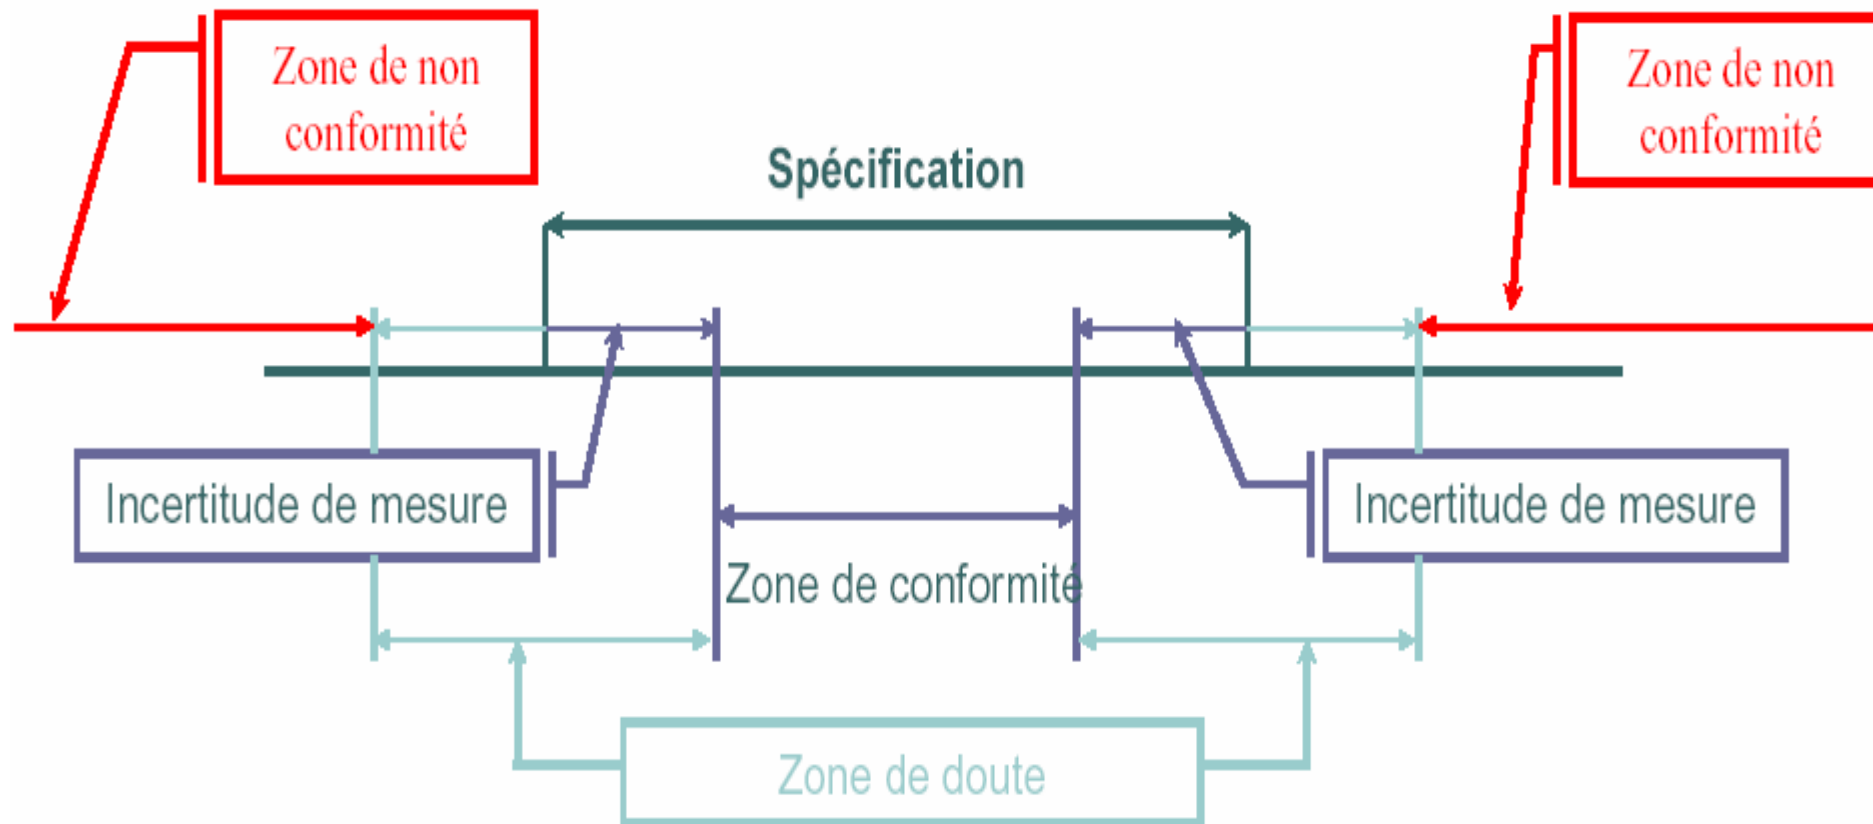 Zone de non
conformité
Zone de non
conformité
Spécification
Incertitude de mesure
Incertitude de mesure
Zone de conformité
Zone de doute